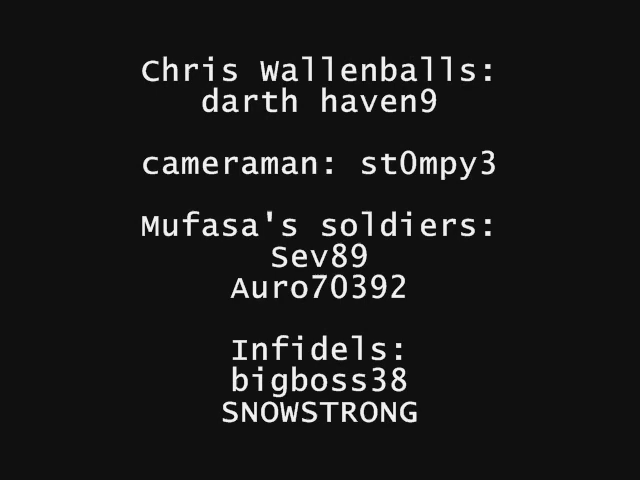 Chris Wallenballs:
darth haven9
cameraman: st0mpy3
Mufasa's soldiers:
Sev89
Auro70392
Infidels:
bigboss38
SNOWSTRONG